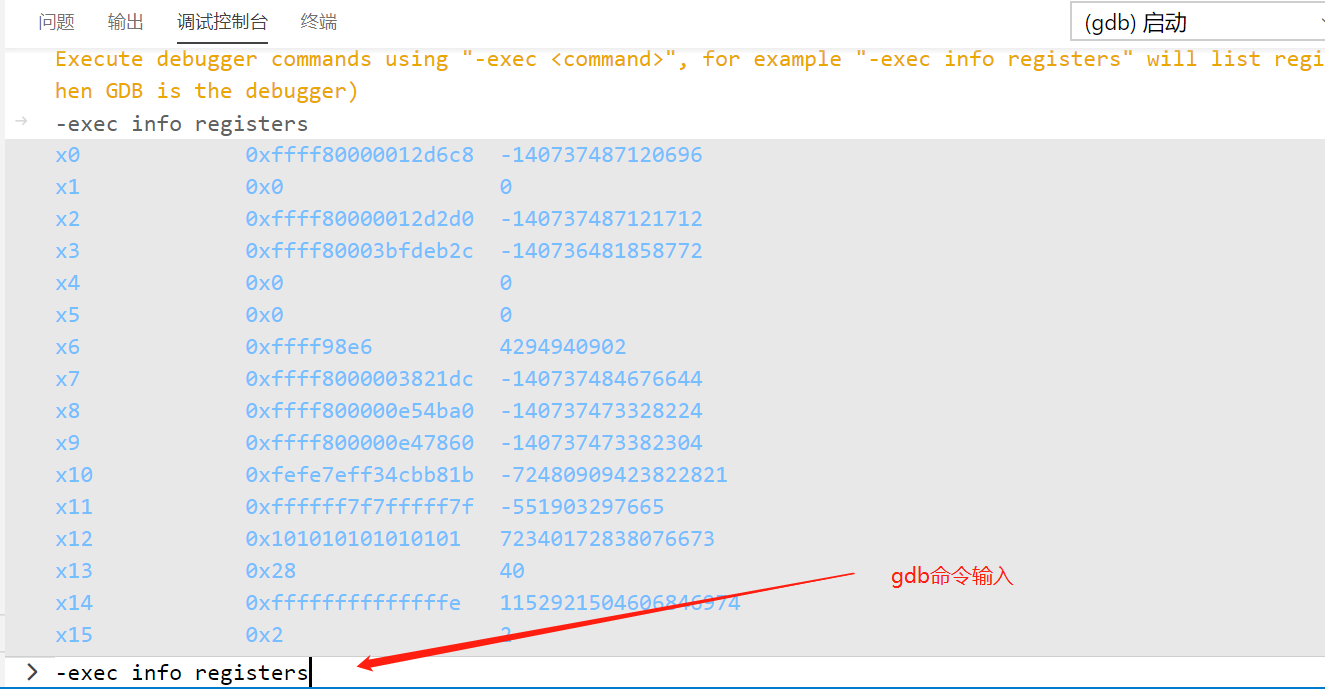 问题 输出 调试控制台 终端 (gdb) 启动
Execute debugger commands using "-exec <command>", for example "-exec info registers" will list regi
hen GDB is the debugger)
-exec info registers
x0 0xffff80000012d6c8 -140737487120696
x1 0x0 0
x2 0xffff80000012d2d0 -140737487121712
x3 0xffff80003bfdeb2c -140736481858772
x4 0x0 0
x5 0x0 0
x6 0xffff98e6 4294940902
x7 0xffff8000003821dc -140737484676644
x8 0xffff800000e54ba0 -140737473328224
x9 0xffff800000e47860 -140737473382304
x10 0xfefe7eff34cbb81b -72480909423822821
x11 0xffffff7f7fffff7f -551903297665
x12 0x101010101010101 72340172838076673
x13 0x28 40
gdb命令输入
x14 0xffffffffffffffe 1152921504606846974
x15 0x2 2
> -exec info registers